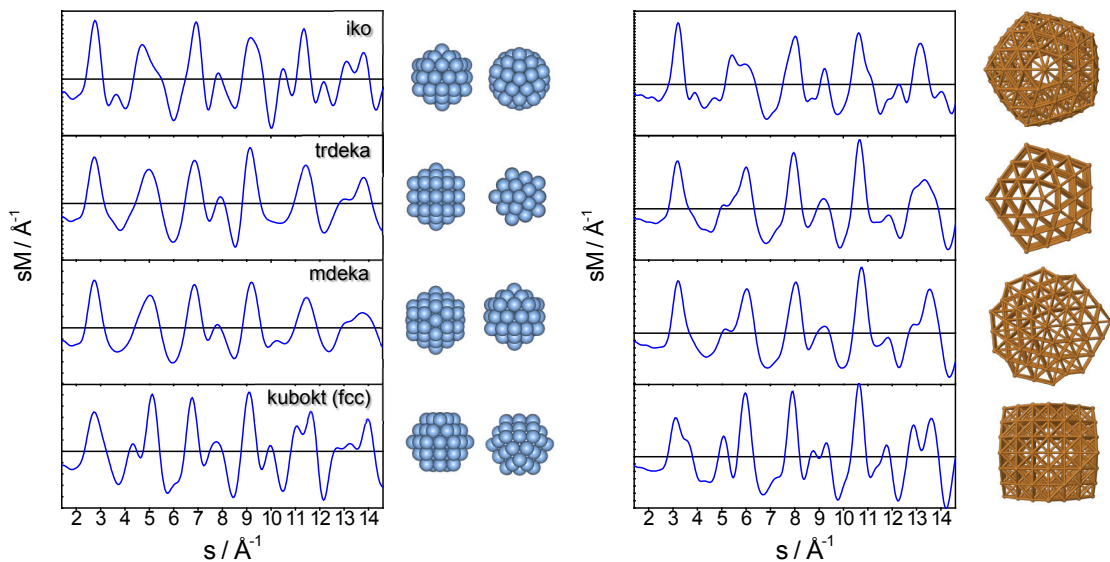 iko
trdeka
mdeka
kubokt (fcc)
sM / Å⁻¹
2 3 4 5 6 7 8 9 10 11 12 13 14
s / Å⁻¹
sM / Å⁻¹
2 3 4 5 6 7 8 9 10 11 12 13 14
s / Å⁻¹